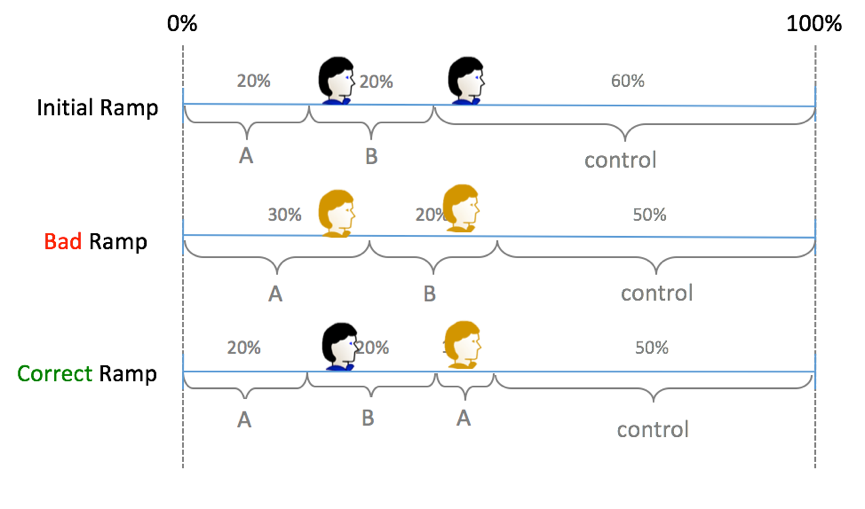 0% 100%
20% 20% 60%
Initial Ramp
A B control
30% 20% 50%
Bad Ramp
A B control
20% 20% 50%
Correct Ramp
A B A control